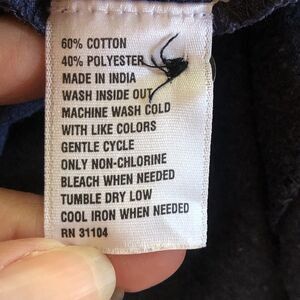 60% COTTON
40% POLYESTER
MADE IN INDIA
WASH INSIDE OUT
MACHINE WASH COLD
WITH LIKE COLORS
GENTLE CYCLE
ONLY NON-CHLORINE
BLEACH WHEN NEEDED
TUMBLE DRY LOW
COOL IRON WHEN NEEDED
RN 31104